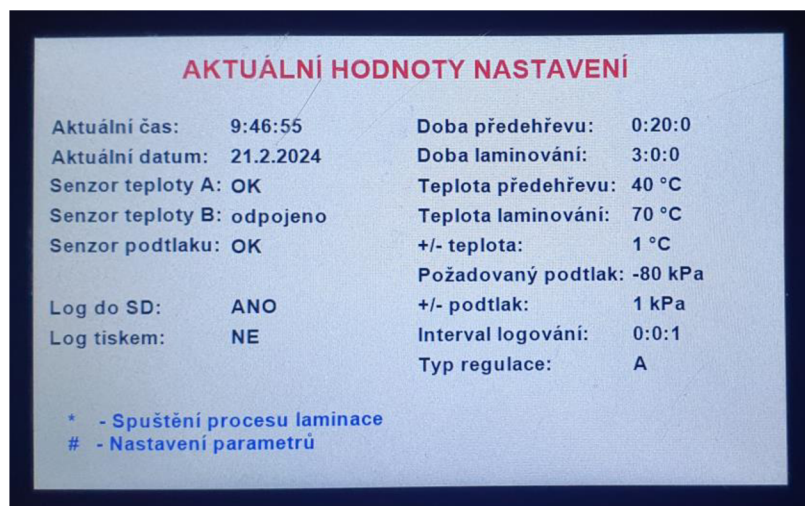 AKTUÁLNÍ HODNOTY NASTAVENÍ
Aktuální čas: 9:46:55
Aktuální datum: 21.2.2024
Senzor teploty A: OK
Senzor teploty B: odpojeno
Senzor podtlaku: OK
Log do SD: ANO
Log tiskem: NE
Doba předehřevu: 0:20:0
Doba laminování: 3:0:0
Teplota předehřevu: 40 °C
Teplota laminování: 70 °C
+/- teplota: 1 °C
Požadovaný podtlak: -80 kPa
+/- podtlak: 1 kPa
Interval logování: 0:0:1
Typ regulace: A
* - Spuštění procesu laminace
# - Nastavení parametrů